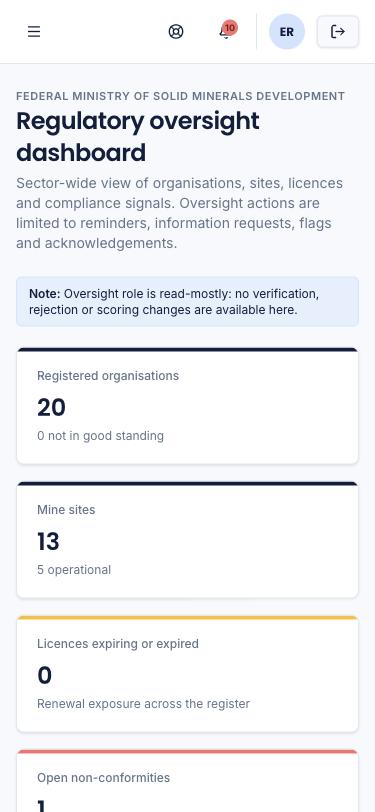 10
ER
FEDERAL MINISTRY OF SOLID MINERALS DEVELOPMENT
Regulatory oversight
dashboard
Sector-wide view of organisations, sites, licences
and compliance signals. Oversight actions are
limited to reminders, information requests, flags
and acknowledgements.
Note: Oversight role is read-mostly: no verification,
rejection or scoring changes are available here.
Registered organisations
20
0 not in good standing
Mine sites
13
5 operational
Licences expiring or expired
0
Renewal exposure across the register
Open non-conformities
1